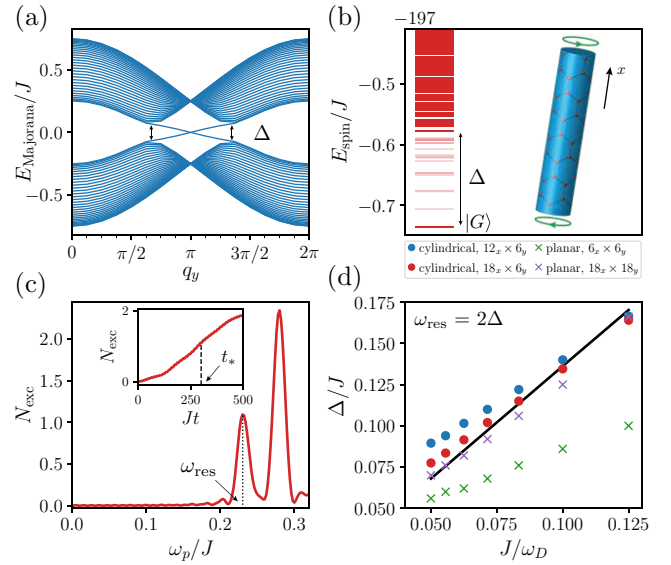 (a)
E_Majorana/J
0.5
0.0
−0.5
Δ
0
π/2
π
3π/2
2π
q_y
(b)
−197
E_spin/J
−0.5
−0.6
−0.7
Δ
|G⟩
x
cylindrical, 12_x × 6_y
planar, 6_x × 6_y
cylindrical, 18_x × 6_y
planar, 18_x × 18_y
(c)
N_exc
2.0
1.5
1.0
0.5
0.0
N_exc
2
0
t_*
0
250
500
Jt
ω_res
0.0
0.1
0.2
0.3
ω_p/J
(d)
Δ/J
0.175
0.150
0.125
0.100
0.075
0.050
ω_res = 2Δ
0.050
0.075
0.100
0.125
J/ω_D